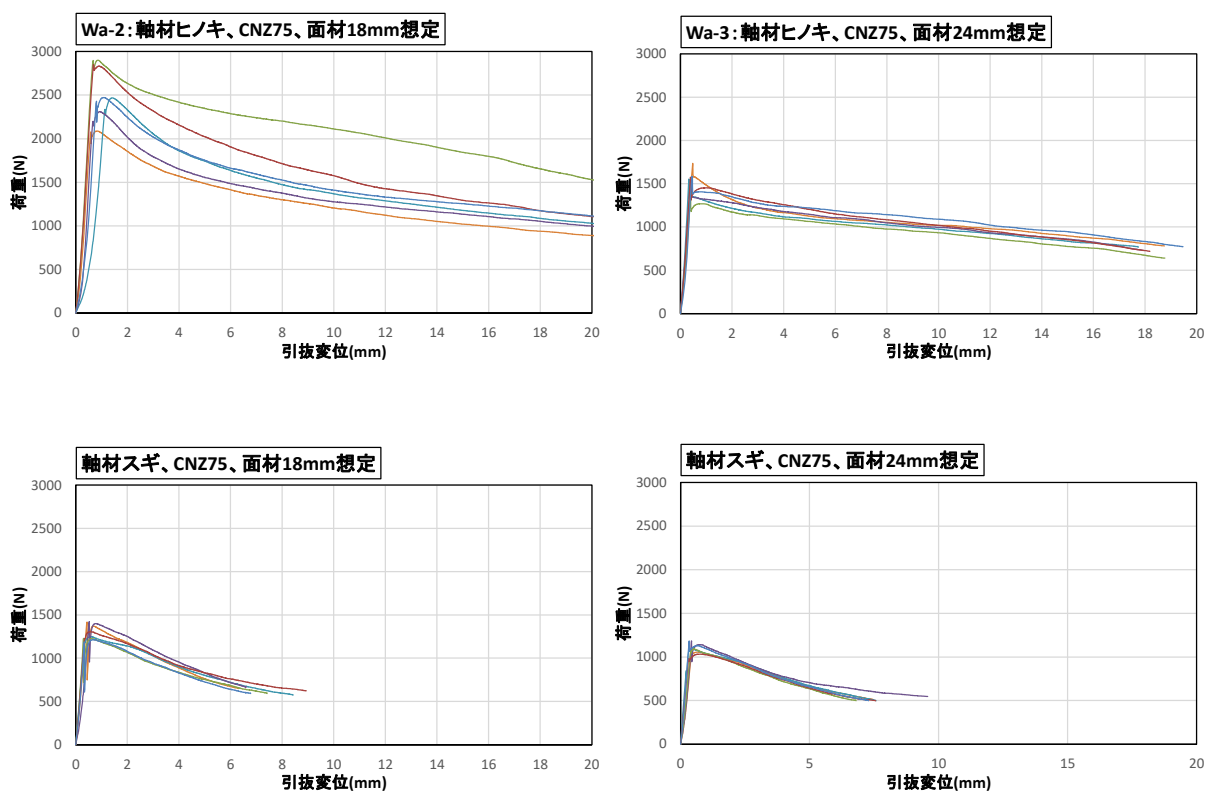 Wa-2：軸材ヒノキ、CNZ75、面材18mm想定
3000
2500
2000
1500
1000
500
0
荷重(N)
0 2 4 6 8 10 12 14 16 18 20
引抜変位(mm)
Wa-3：軸材ヒノキ、CNZ75、面材24mm想定
3000
2500
2000
1500
1000
500
0
荷重(N)
0 2 4 6 8 10 12 14 16 18 20
引抜変位(mm)
軸材スギ、CNZ75、面材18mm想定
3000
2500
2000
1500
1000
500
0
荷重(N)
0 2 4 6 8 10 12 14 16 18 20
引抜変位(mm)
軸材スギ、CNZ75、面材24mm想定
3000
2500
2000
1500
1000
500
0
荷重(N)
0 5 10 15 20
引抜変位(mm)